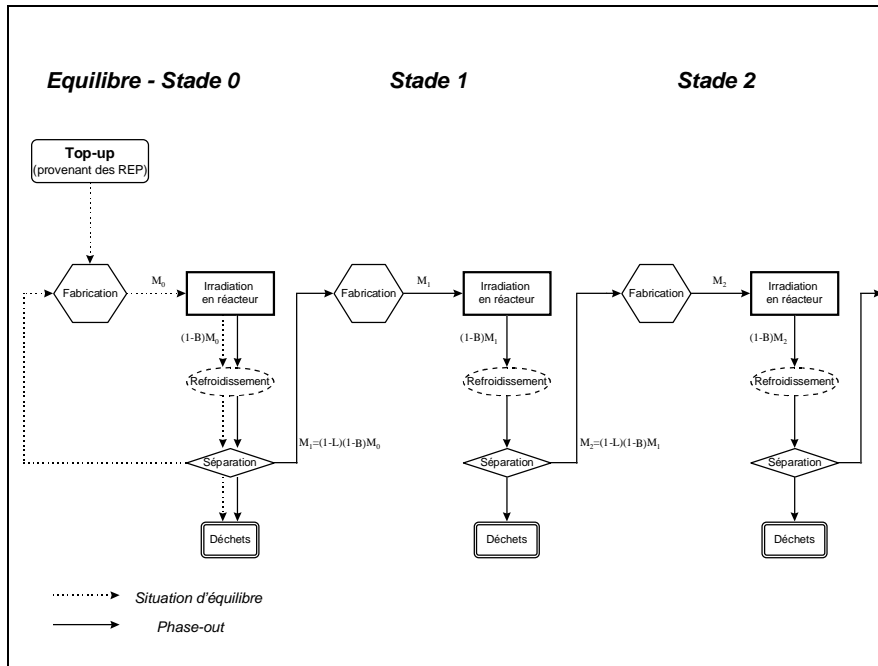 Equilibre - Stade 0
Stade 1
Stade 2
Top-up
(provenant des REP)
Fabrication
M₀
Irradiation
en réacteur
Fabrication
M₁
Irradiation
en réacteur
Fabrication
M₂
Irradiation
en réacteur
(1-B)M₀
(1-B)M₁
(1-B)M₂
Refroidissement
Refroidissement
Refroidissement
M₁=(1-L)(1-B)M₀
M₂=(1-L)(1-B)M₁
Séparation
Séparation
Séparation
Déchets
Déchets
Déchets
Situation d'équilibre
Phase-out